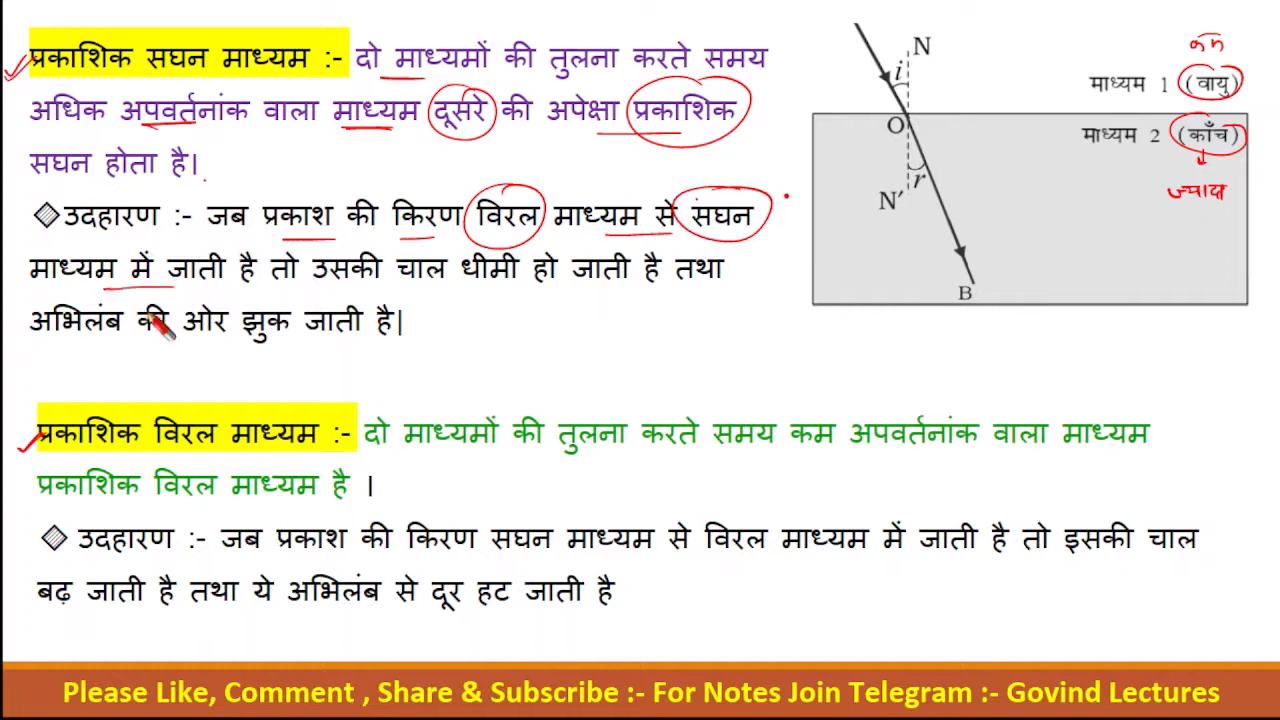 प्रकाशिक सघन माध्यम :- दो माध्यमों की तुलना करते समय
अधिक अपवर्तनांक वाला माध्यम दूसरे की अपेक्षा प्रकाशिक
सघन होता है।
उदहारण :- जब प्रकाश की किरण विरल माध्यम से संघन
माध्यम में जाती है तो उसकी चाल धीमी हो जाती है तथा
अभिलंब की ओर झुक जाती है|
N
i
कम
माध्यम 1 (वायु)
O
माध्यम 2 (काँच)
r
N′
ज्यादा
B
प्रकाशिक विरल माध्यम :- दो माध्यमों की तुलना करते समय कम अपवर्तनांक वाला माध्यम
प्रकाशिक विरल माध्यम है ।
उदहारण :- जब प्रकाश की किरण सघन माध्यम से विरल माध्यम में जाती है तो इसकी चाल
बढ़ जाती है तथा ये अभिलंब से दूर हट जाती है
Please Like, Comment , Share & Subscribe :- For Notes Join Telegram :- Govind Lectures